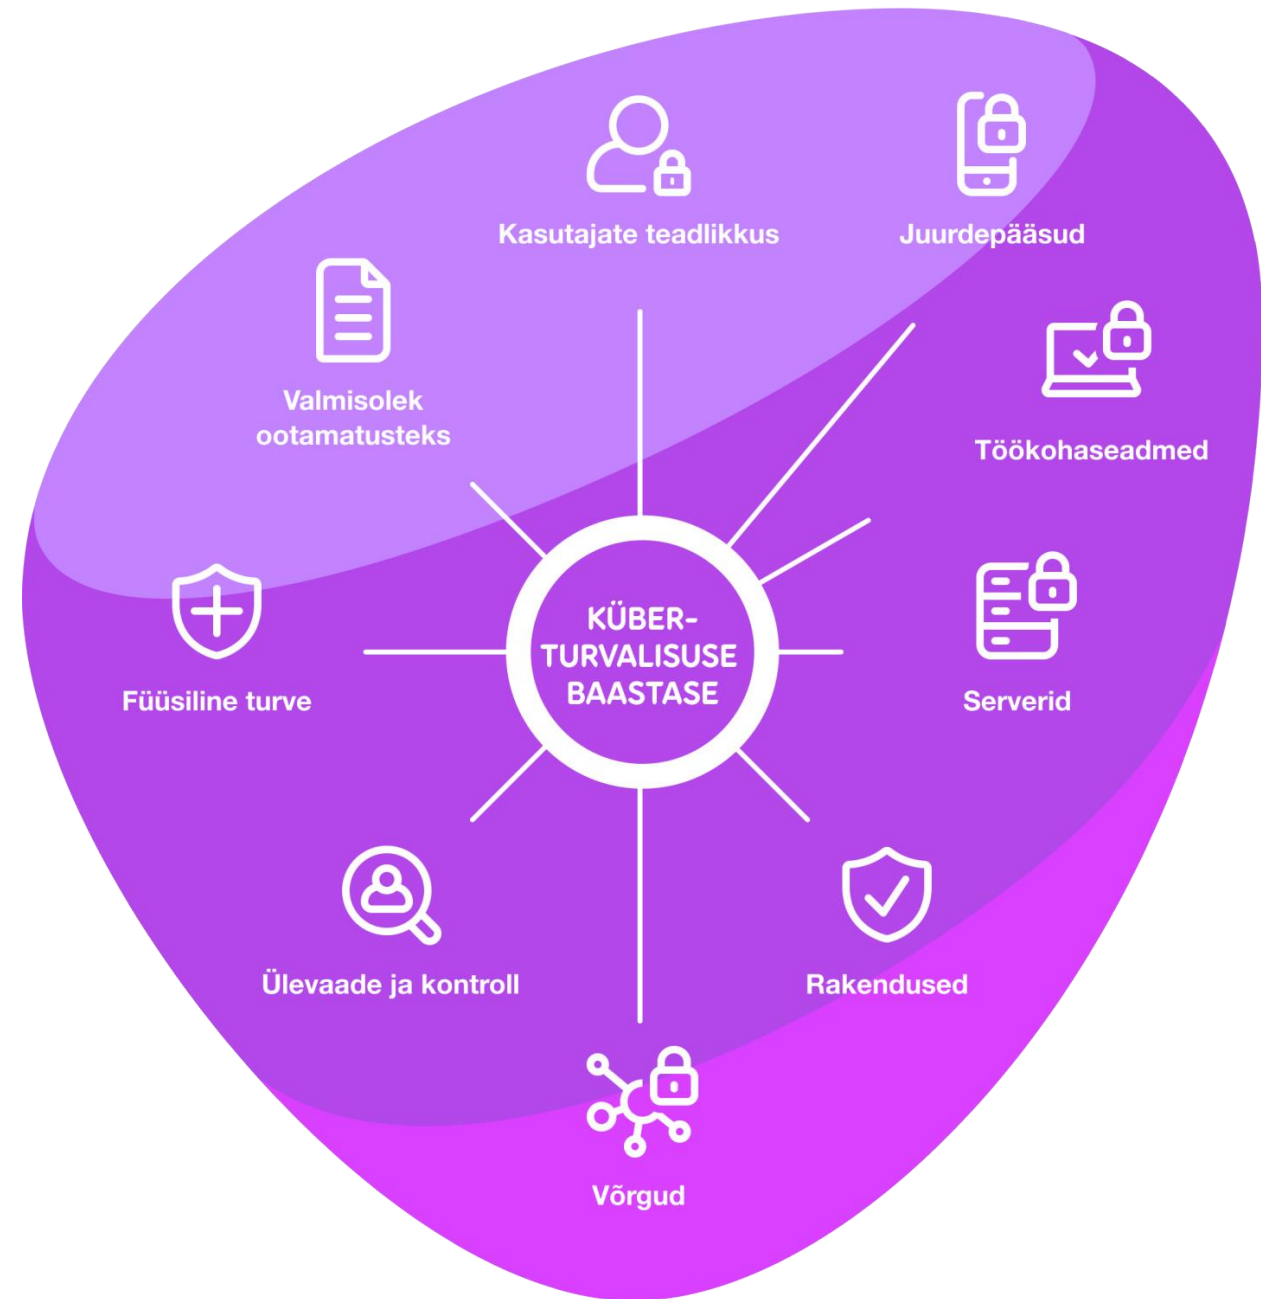 Kasutajate teadlikkus
Juurdepääsud
Valmisolek
ootamatusteks
Töökohaseadmed
KÜBER-
TURVALISUSE
BAASTASE
Füüsiline turve
Serverid
Ülevaade ja kontroll
Rakendused
Võrgud